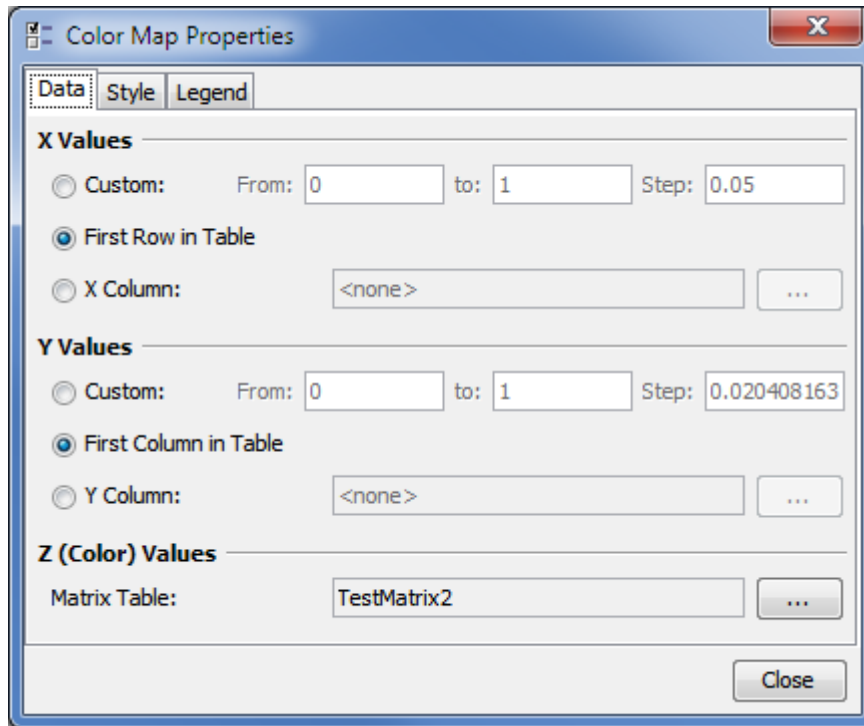 Color Map Properties
Data Style Legend
X Values
Custom: From: 0 to: 1 Step: 0.05
First Row in Table
X Column: <none> ...
Y Values
Custom: From: 0 to: 1 Step: 0.020408163
First Column in Table
Y Column: <none> ...
Z (Color) Values
Matrix Table: TestMatrix2 ...
Close